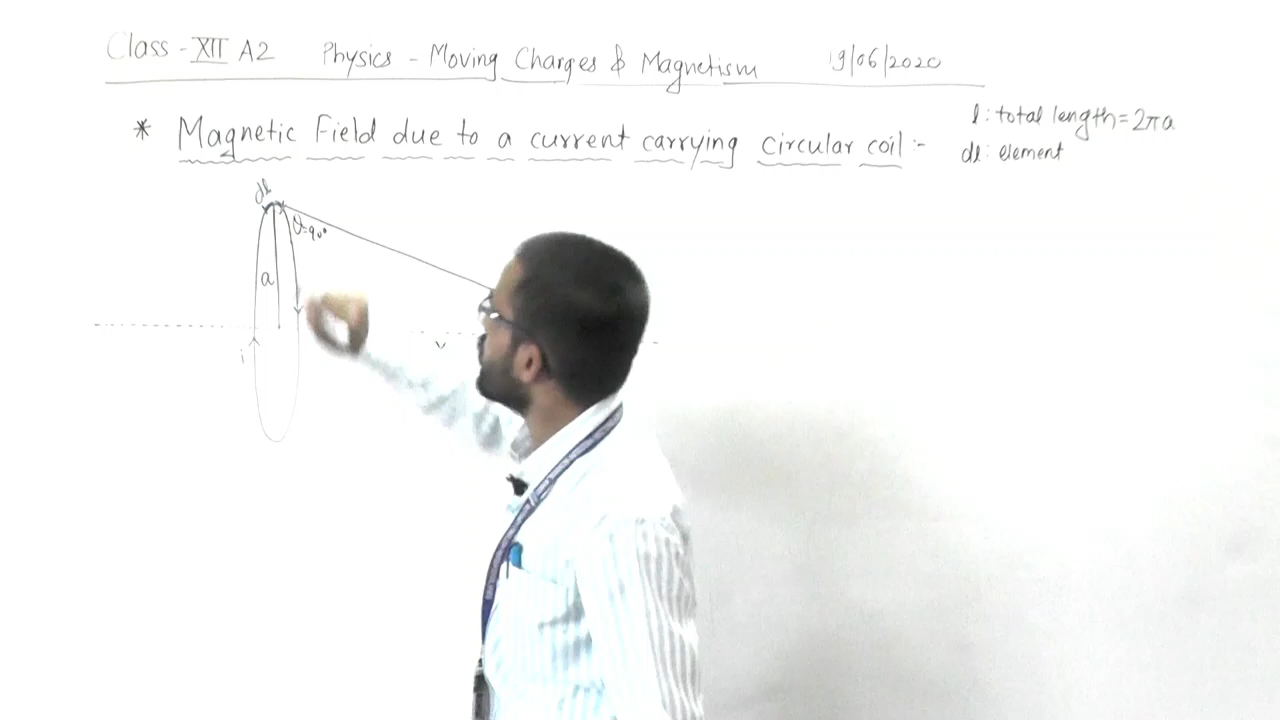 Class - XII A2 Physics - Moving Charges & Magnetism 19/06/2020
l: total length = 2πa
* Magnetic Field due to a current carrying circular coil :-
dl: element
dl
θ=90°
a
i